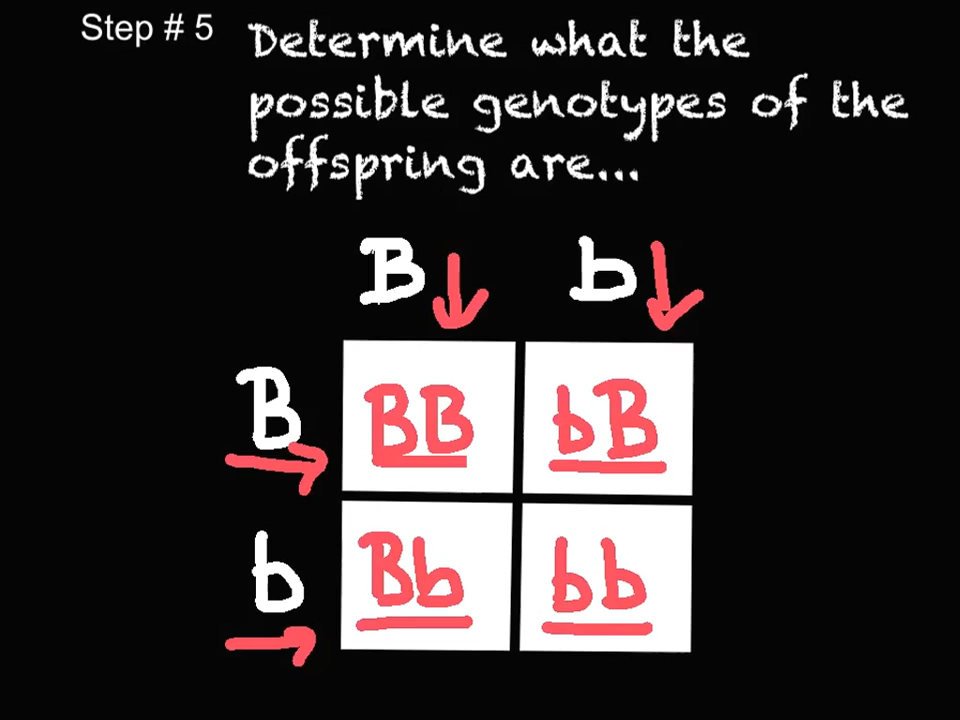 Step # 5
Determine what the
possible genotypes of the
offspring are...
B b
B BB bB
b Bb bb